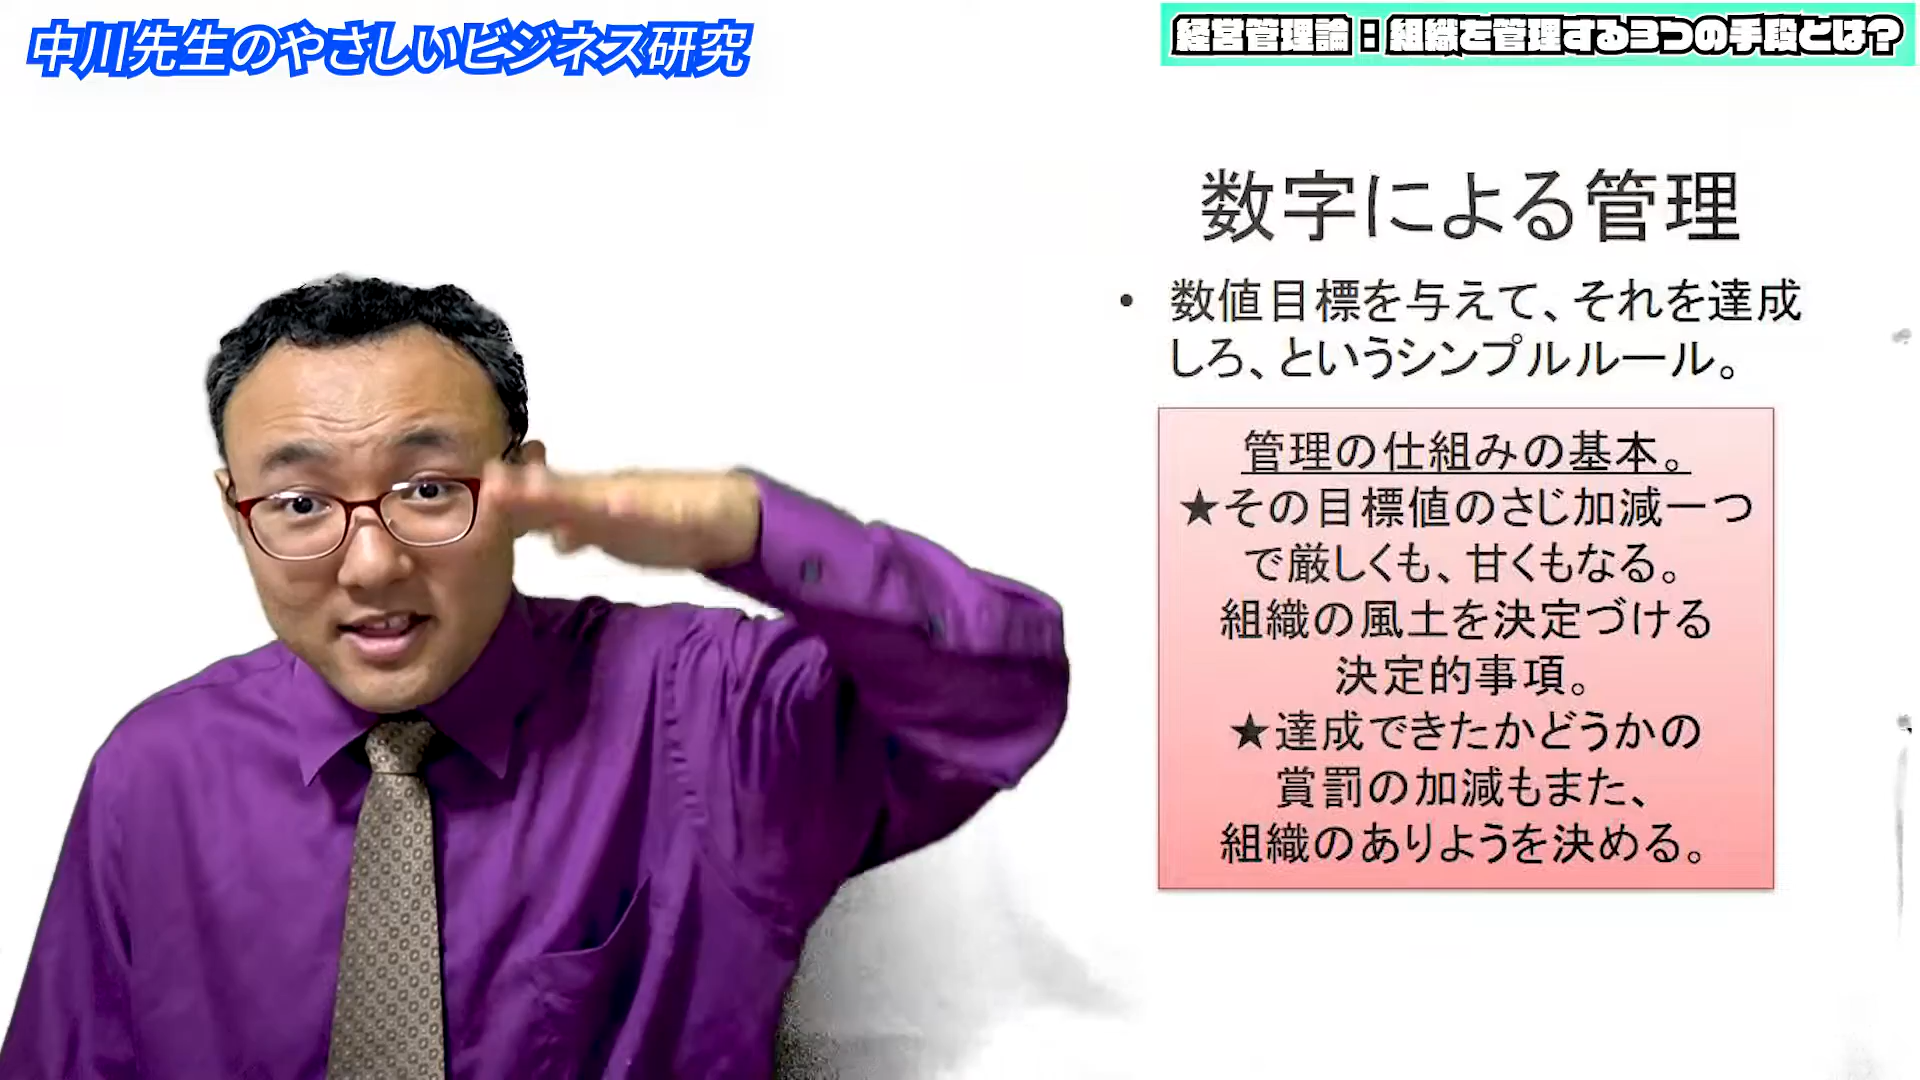 中川先生のやさしいビジネス研究
経営管理論：組織を管理する3つの手段とは？
数字による管理
• 数値目標を与えて、それを達成
しろ、というシンプルルール。
管理の仕組みの基本。
★その目標値のさじ加減一つ
で厳しくも、甘くもなる。
組織の風土を決定づける
決定的事項。
★達成できたかどうかの
賞罰の加減もまた、
組織のありようを決める。